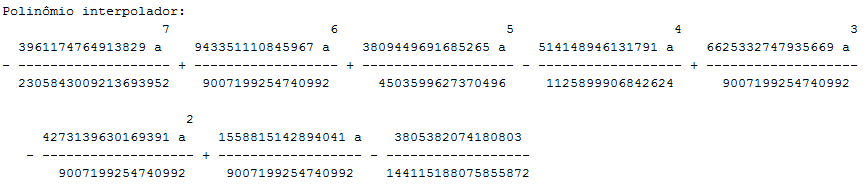 Polinômio interpolador:
7 6 5 4 3
3961174764913829 a 943351110845967 a 3809449691685265 a 514148946131791 a 6625332747935669 a
- ------------------- + ------------------ + ------------------ - ----------------- + ------------------
2305843009213693952 9007199254740992 4503599627370496 1125899906842624 9007199254740992
2
4273139630169391 a 1558815142894041 a 3805382074180803
- ------------------ + ------------------ - ------------------
9007199254740992 9007199254740992 144115188075855872